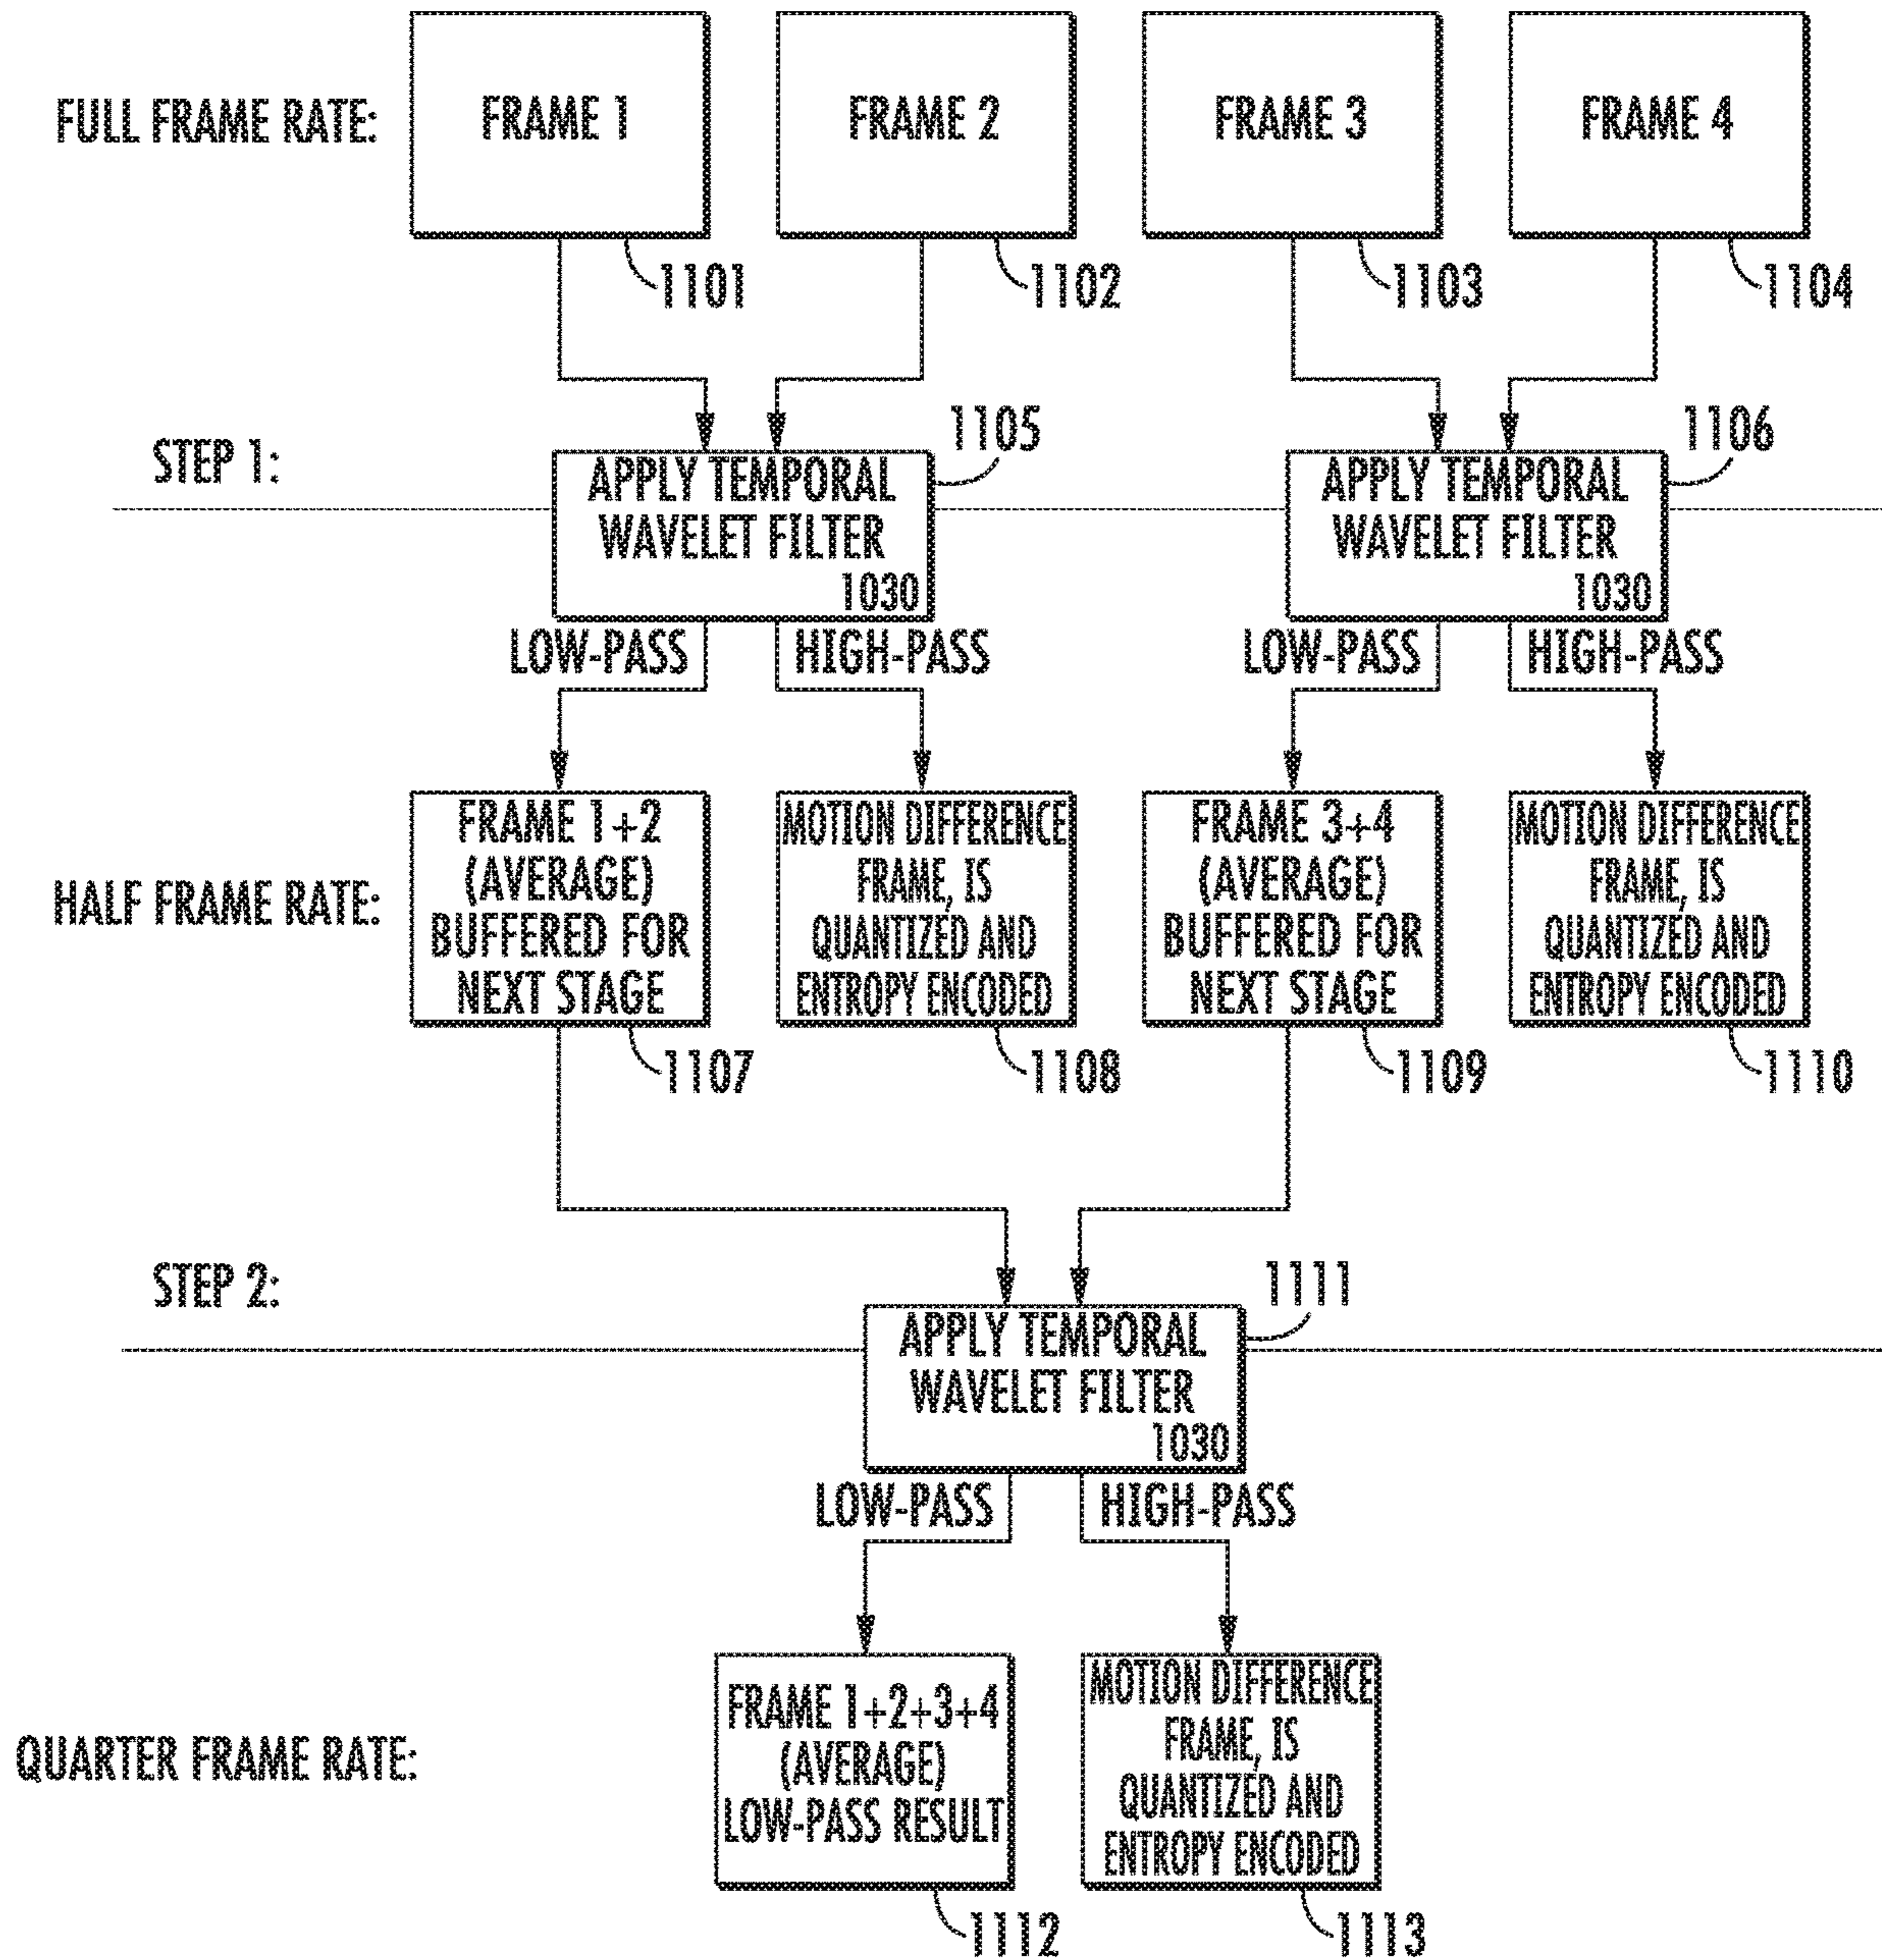 FULL FRAME RATE:
FRAME 1
FRAME 2
FRAME 3
FRAME 4
1101
1102
1103
1104
STEP 1:
1105
1106
APPLY TEMPORAL
WAVELET FILTER
1030
APPLY TEMPORAL
WAVELET FILTER
1030
LOW-PASS
HIGH-PASS
LOW-PASS
HIGH-PASS
HALF FRAME RATE:
FRAME 1+2
(AVERAGE)
BUFFERED FOR
NEXT STAGE
MOTION DIFFERENCE
FRAME, IS
QUANTIZED AND
ENTROPY ENCODED
FRAME 3+4
(AVERAGE)
BUFFERED FOR
NEXT STAGE
MOTION DIFFERENCE
FRAME, IS
QUANTIZED AND
ENTROPY ENCODED
1107
1108
1109
1110
STEP 2:
1111
APPLY TEMPORAL
WAVELET FILTER
1030
LOW-PASS
HIGH-PASS
QUARTER FRAME RATE:
FRAME 1+2+3+4
(AVERAGE)
LOW-PASS RESULT
MOTION DIFFERENCE
FRAME, IS
QUANTIZED AND
ENTROPY ENCODED
1112
1113